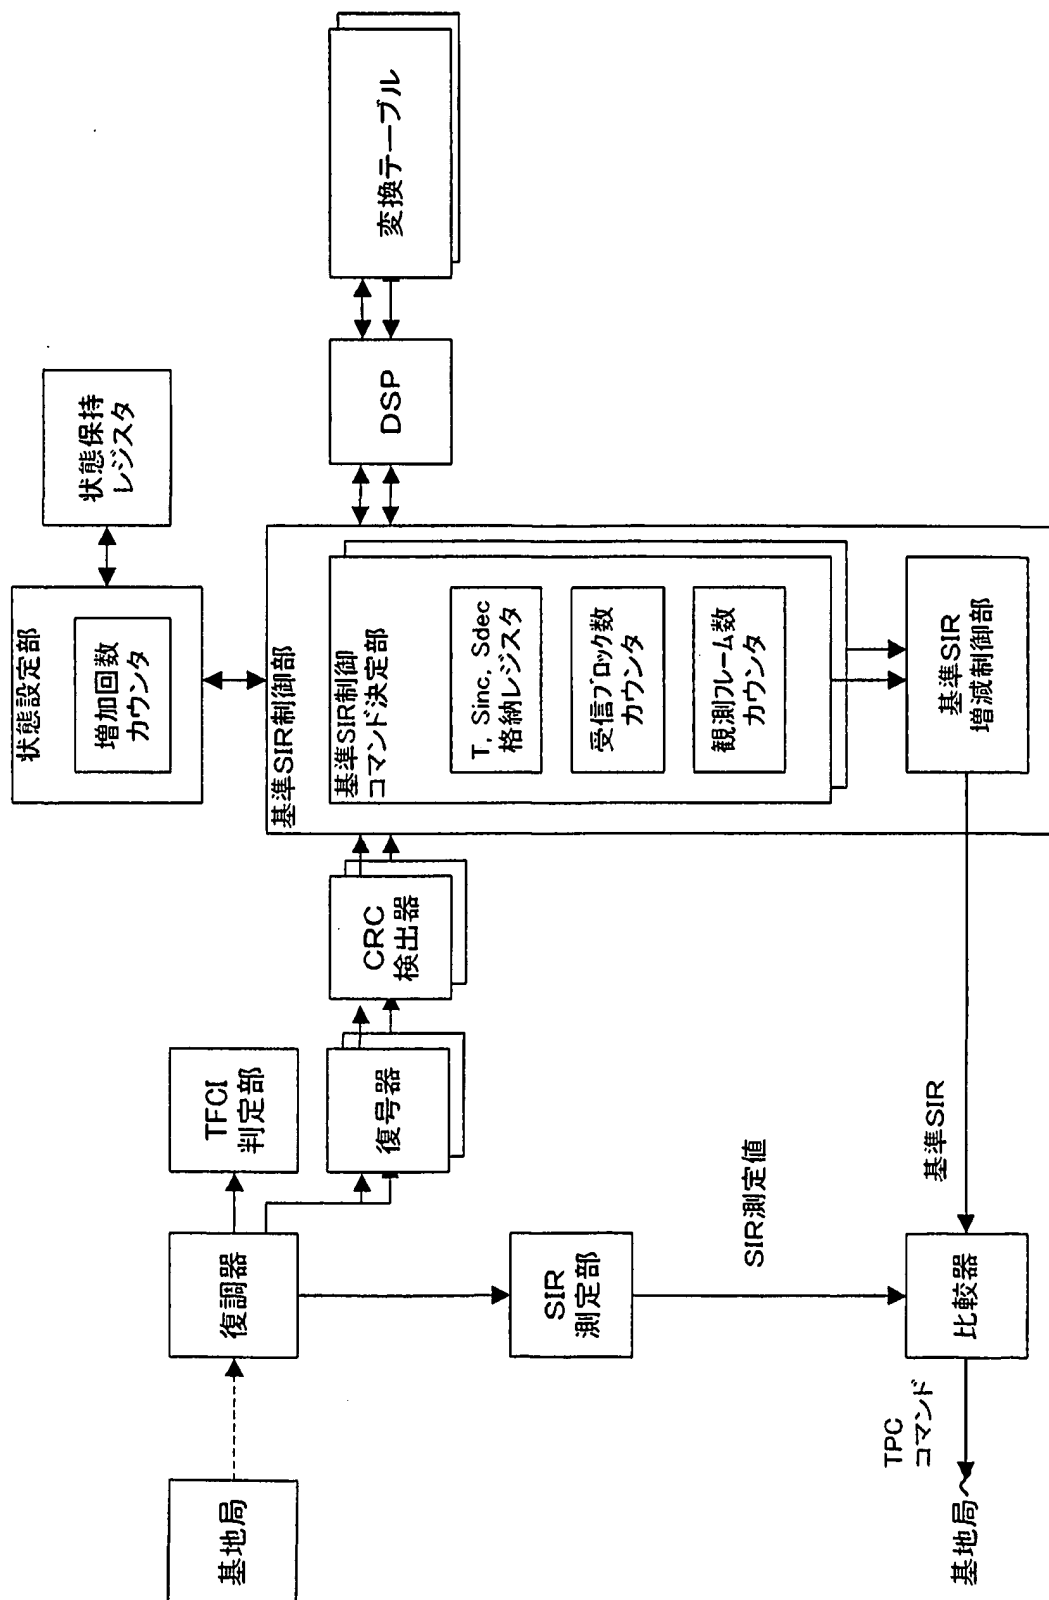 基地局
復調器
TFCI
判定部
復号器
CRC
検出器
状態設定部
増加回数
カウンタ
状態保持
レジスタ
基準SIR制御部
基準SIR制御
コマンド決定部
T, Sinc, Sdec
格納レジスタ
受信ブロック数
カウンタ
観測フレーム数
カウンタ
基準SIR
増減制御部
DSP
変換テーブル
SIR
測定部
SIR測定値
基準SIR
比較器
TPC
コマンド
基地局へ